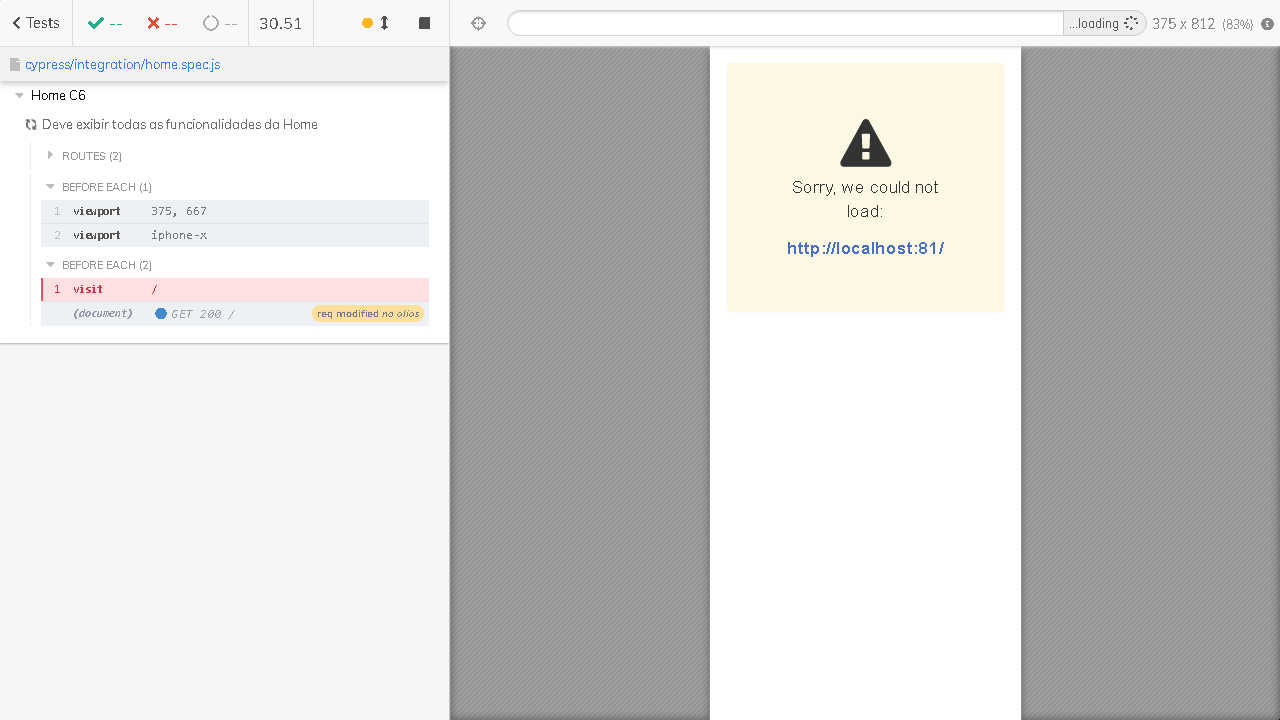 Tests -- -- -- 30.51
...loading 375 x 812 (83%)
cypress/integration/home.spec.js
Home C6
Deve exibir todas as funcionalidades da Home
ROUTES (2)
BEFORE EACH (1)
1 viewport 375, 667
2 viewport iphone-x
BEFORE EACH (2)
1 visit /
(document) GET 200 / req modified no alias
Sorry, we could not
load:
http://localhost:81/